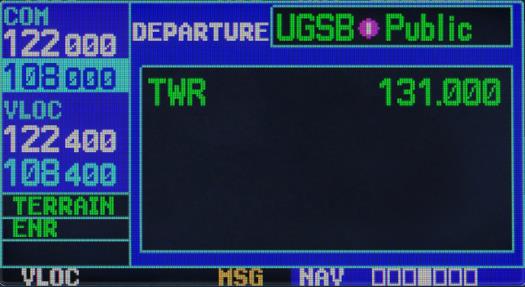 COM
122.000
108.000
VLOC
122.400
108.400
TERRAIN
ENR
DEPARTURE UGSB Public
TWR 131.000
VLOC MSG NAV